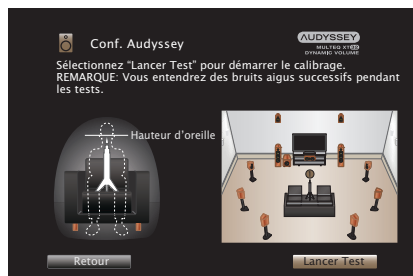 Conf. Audyssey
AUDYSSEY
MULTEQ XT32
DYNAMIC VOLUME
Sélectionnez “Lancer Test” pour démarrer le calibrage.
REMARQUE: Vous entendrez des bruits aigus successifs pendant
les tests.
Hauteur d’oreille
Retour
Lancer Test